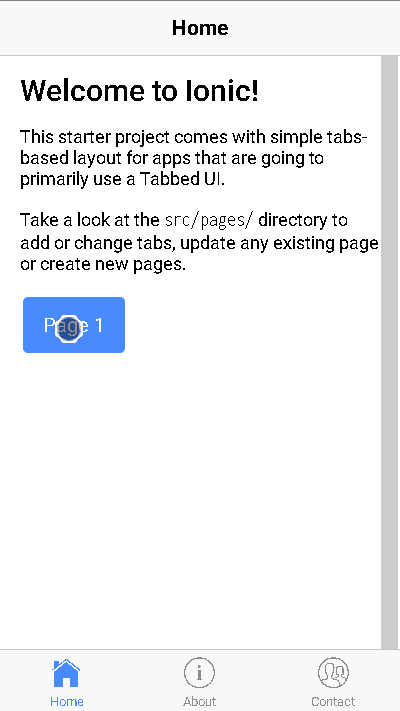 Home
Welcome to Ionic!
This starter project comes with simple tabs-
based layout for apps that are going to
primarily use a Tabbed UI.
Take a look at the src/pages/ directory to
add or change tabs, update any existing page
or create new pages.
Page 1
Home
About
Contact